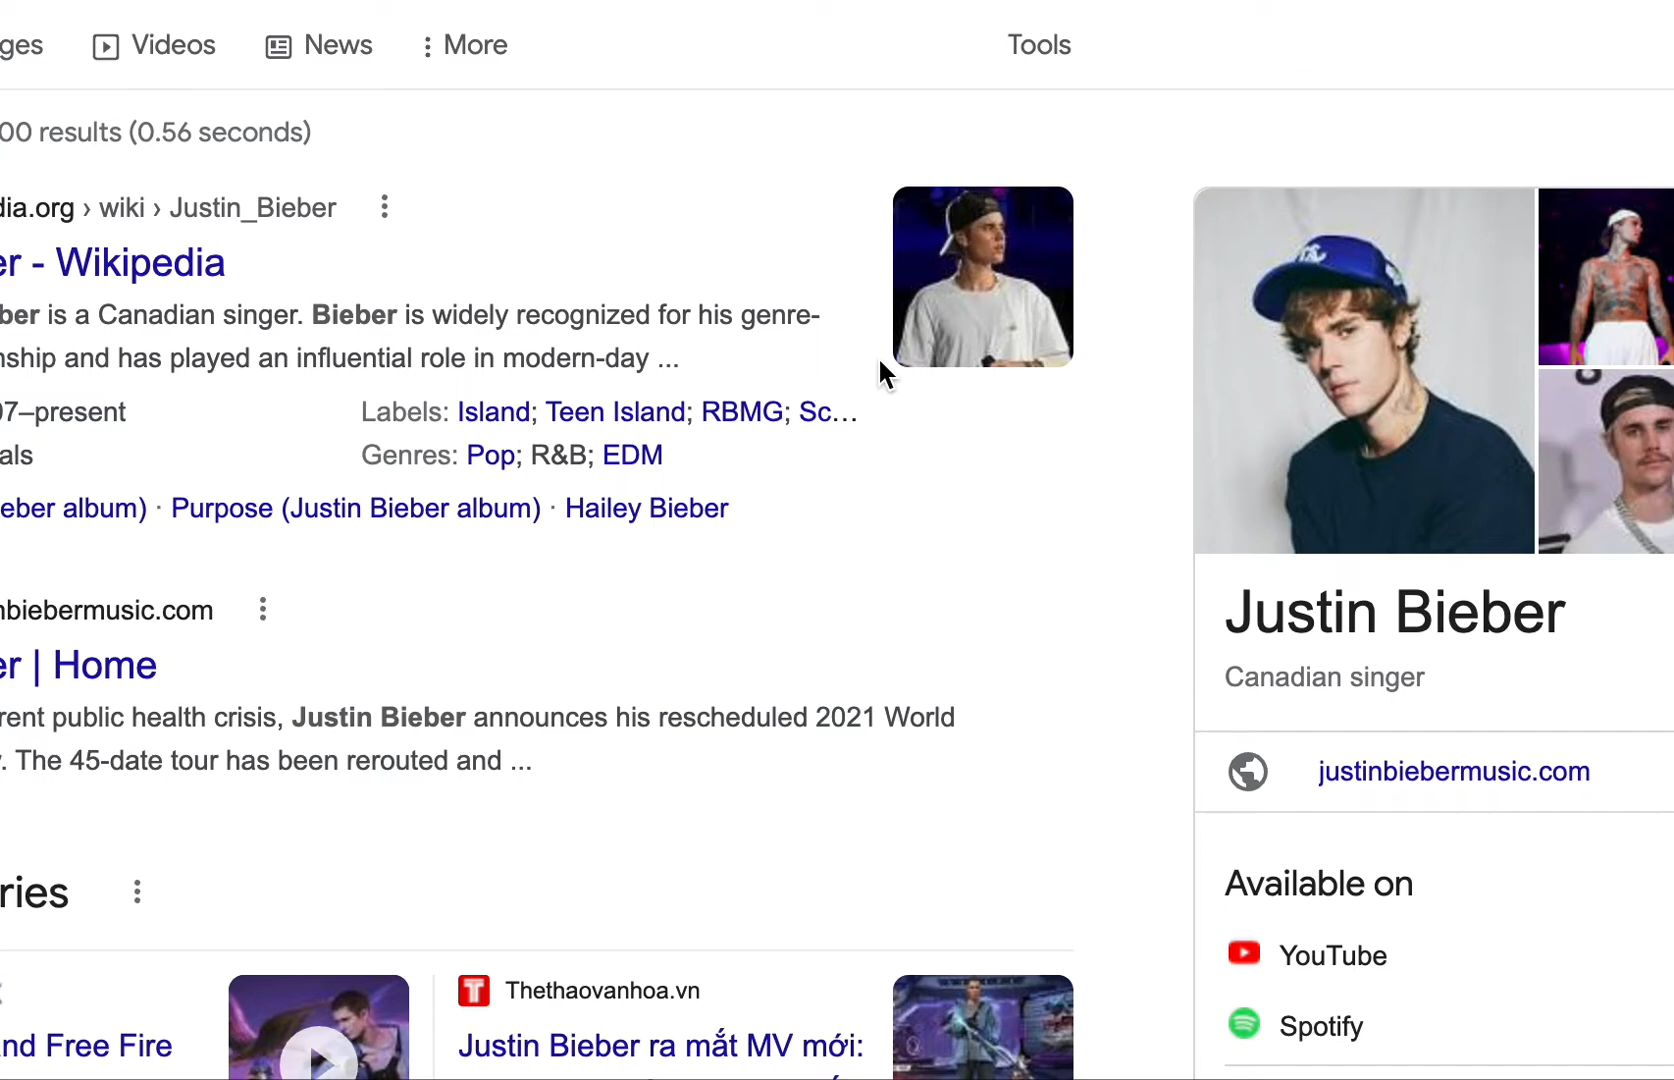 ges Videos News More Tools
00 results (0.56 seconds)
dia.org › wiki › Justin_Bieber
er - Wikipedia
ber is a Canadian singer. Bieber is widely recognized for his genre-
nship and has played an influential role in modern-day ...
07–present
Labels: Island; Teen Island; RBMG; Sc...
als
Genres: Pop; R&B; EDM
eber album) · Purpose (Justin Bieber album) · Hailey Bieber
nbiebermusic.com
er | Home
rent public health crisis, Justin Bieber announces his rescheduled 2021 World
. The 45-date tour has been rerouted and ...
ries
nd Free Fire
Thethaovanhoa.vn
Justin Bieber ra mắt MV mới:
Justin Bieber
Canadian singer
justinbiebermusic.com
Available on
YouTube
Spotify